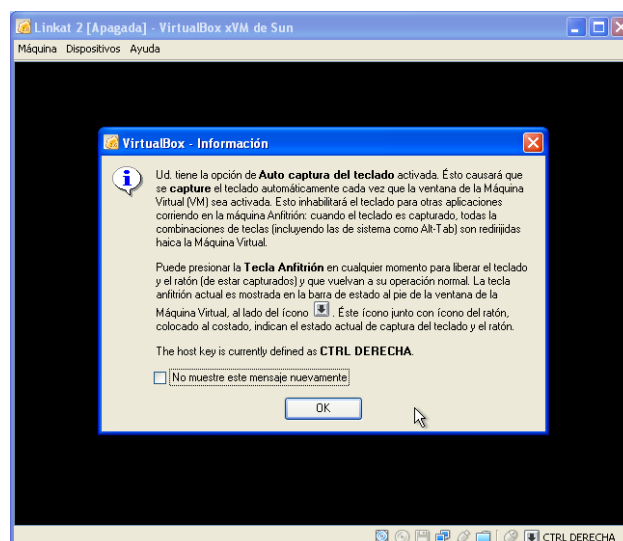 Linkat 2 [Apagada] - VirtualBox xVM de Sun
Máquina Dispositivos Ayuda
VirtualBox - Información
Ud. tiene la opción de Auto captura del teclado activada. Ésto causará que
se capture el teclado automáticamente cada vez que la ventana de la Máquina
Virtual (VM) sea activada. Esto inhabilitará el teclado para otras aplicaciones
corriendo en la máquina Anfitrión: cuando el teclado es capturado, todas la
combinaciones de teclas (incluyendo las de sistema como Alt-Tab) son redirijidas
haica la Máquina Virtual.
Puede presionar la Tecla Anfitrión en cualquier momento para liberar el teclado
y el ratón (de estar capturados) y que vuelvan a su operación normal. La tecla
anfitrión actual es mostrada en la barra de estado al pie de la ventana de la
Máquina Virtual, al lado del ícono . Éste ícono junto con ícono del ratón,
colocado al costado, indican el estado actual de captura del teclado y el ratón.
The host key is currently defined as CTRL DERECHA.
No muestre este mensaje nuevamente
OK
CTRL DERECHA